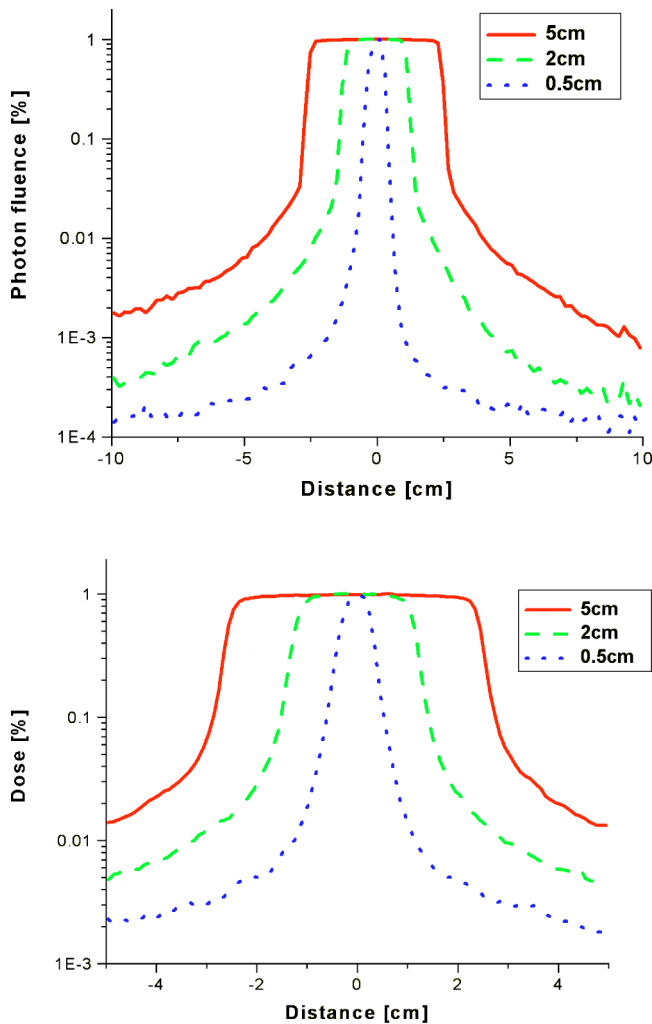 Photon fluence [%]
1
0.1
0.01
1E-3
1E-4
5cm
2cm
0.5cm
-10
-5
0
5
10
Distance [cm]
Dose [%]
1
0.1
0.01
1E-3
5cm
2cm
0.5cm
-4
-2
0
2
4
Distance [cm]